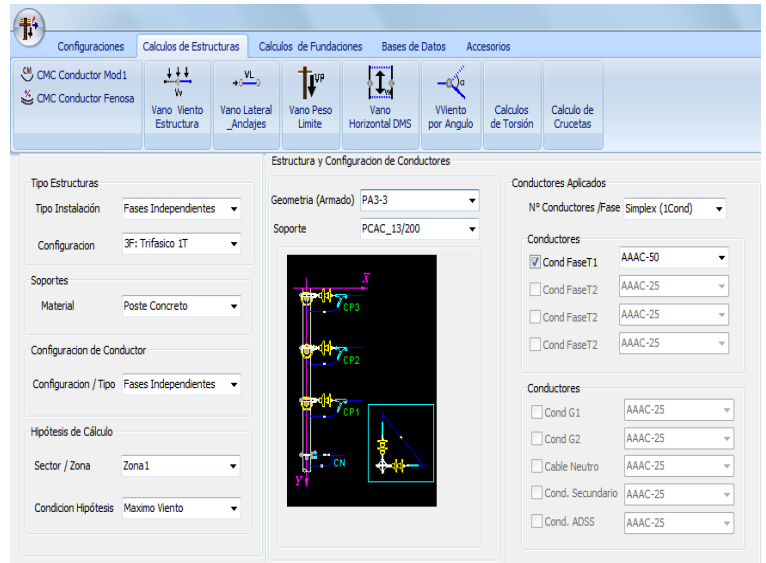 Configuraciones Calculos de Estructuras Calculos de Fundaciones Bases de Datos Accesorios
CM CMC Conductor Mod1
CMC Conductor Fenosa
Vv
Vano Viento
Estructura
VL
Vano Lateral
_Anclajes
VP
Vano Peso
Limite
Vano
Horizontal DMS
α
VViento
por Angulo
Calculos
de Torsión
Calculo de
Crucetas
Tipo Estructuras
Tipo Instalación Fases Independientes
Configuracion 3F: Trifasico 1T
Soportes
Material Poste Concreto
Configuracion de Conductor
Configuracion / Tipo Fases Independientes
Hipótesis de Cálculo
Sector / Zona Zona1
Condicion Hipótesis Maximo Viento
Estructura y Configuracion de Conductores
Geometria (Armado) PA3-3
Soporte PCAC_13/200
X
CP3
CP2
CP1
CN
Y
Conductores Aplicados
Nº Conductores /Fase Simplex (1Cond)
Conductores
Cond FaseT1 AAAC-50
Cond FaseT2 AAAC-25
Cond FaseT2 AAAC-25
Cond FaseT2 AAAC-25
Conductores
Cond G1 AAAC-25
Cond G2 AAAC-25
Cable Neutro AAAC-25
Cond. Secundario AAAC-25
Cond. ADSS AAAC-25